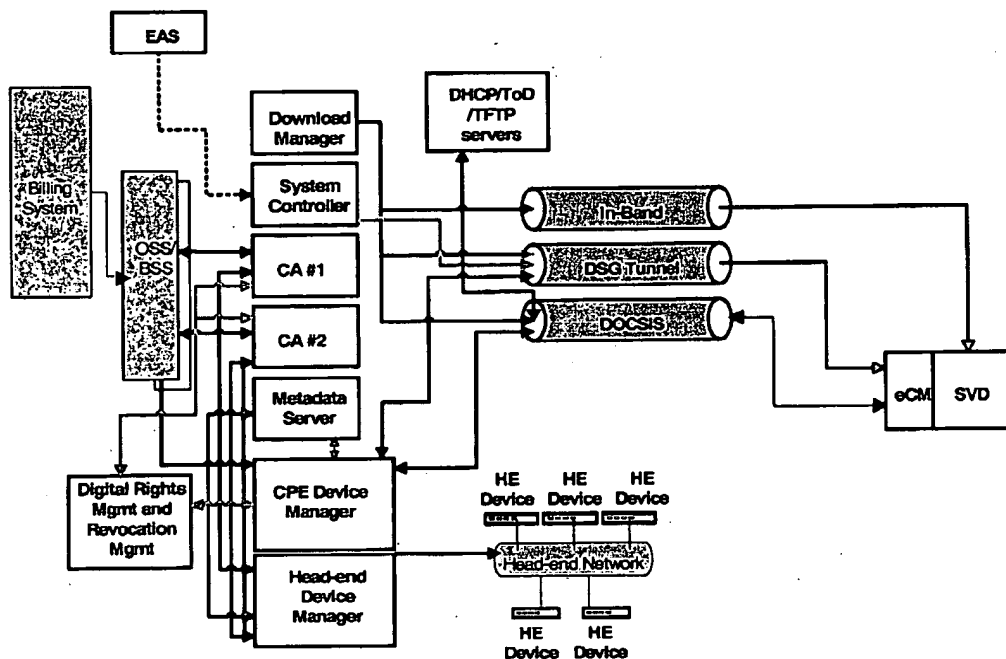 EAS
Billing
System
OSS/
BSS
Download
Manager
System
Controller
CA #1
CA #2
Metadata
Server
CPE Device
Manager
Head-end
Device
Manager
Digital Rights
Mgmt and
Revocation
Mgmt
DHCP/ToD
/TFTP
servers
In-Band
DSG Tunnel
DOCSIS
eCM
SVD
HE
Device
HE
Device
HE
Device
Head-end Network
HE
Device
HE
Device